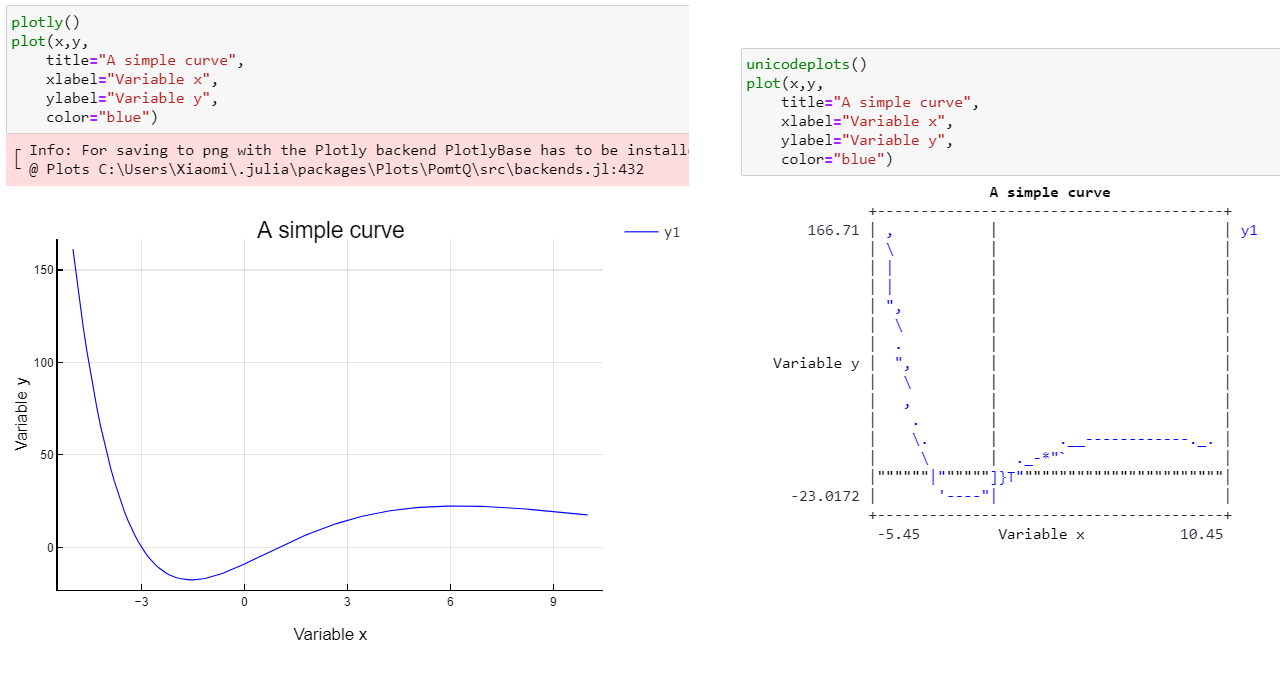 plotly()
plot(x,y,
title="A simple curve",
xlabel="Variable x",
ylabel="Variable y",
color="blue")
Info: For saving to png with the Plotly backend PlotlyBase has to be
@ Plots C:\Users\Xiaomi\.julia\packages\Plots\PomtQ\src\backends.jl:432
A simple curve
y1
150
100
50
0
Variable y
−3 0 3 6 9
Variable x
unicodeplots()
plot(x,y,
title="A simple curve",
xlabel="Variable x",
ylabel="Variable y",
color="blue")
A simple curve
166.71
y1
Variable y
-23.0172
-5.45 Variable x 10.45